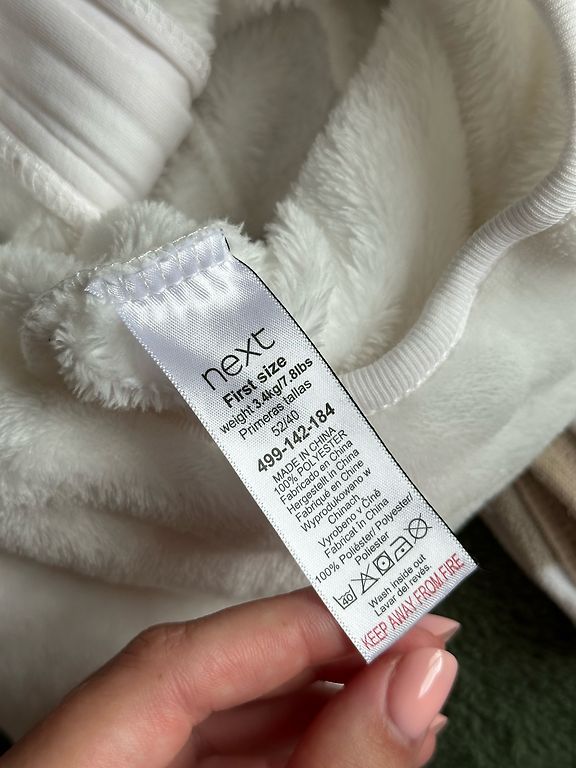 next
First size
weight 3.4kg/7.8lbs
Primeras tallas
52/40
499-142-184
MADE IN CHINA
100% POLYESTER
Fabricado en China
Hergestellt in China
Fabriqué en Chine
Wyprodukowano w
Chinach
Vyrobeno v Číně
Fabricat în China
100% Poliéster/ Polyester/
Poliester
40
Wash inside out
Lavar del revés.
KEEP AWAY FROM FIRE